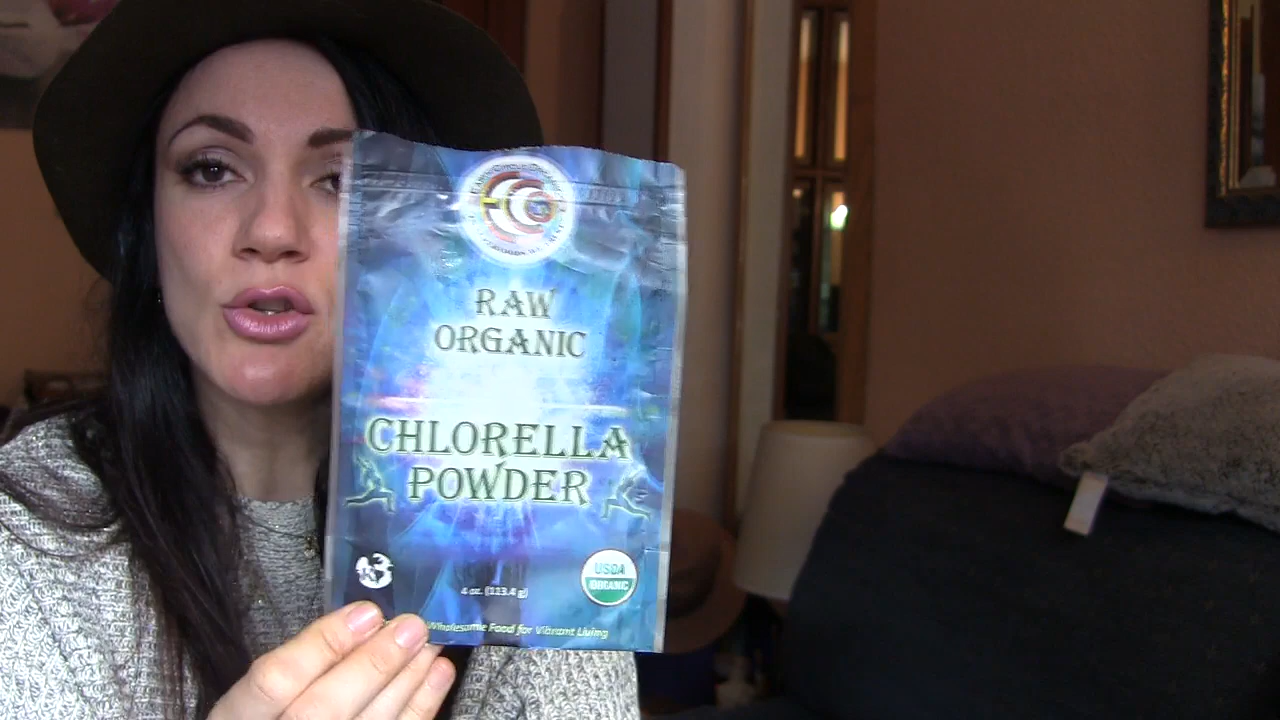 RAW
ORGANIC
CHLORELLA
POWDER
USDA
ORGANIC
4 oz. (113.4 g)
Wholesome Food for Vibrant Living